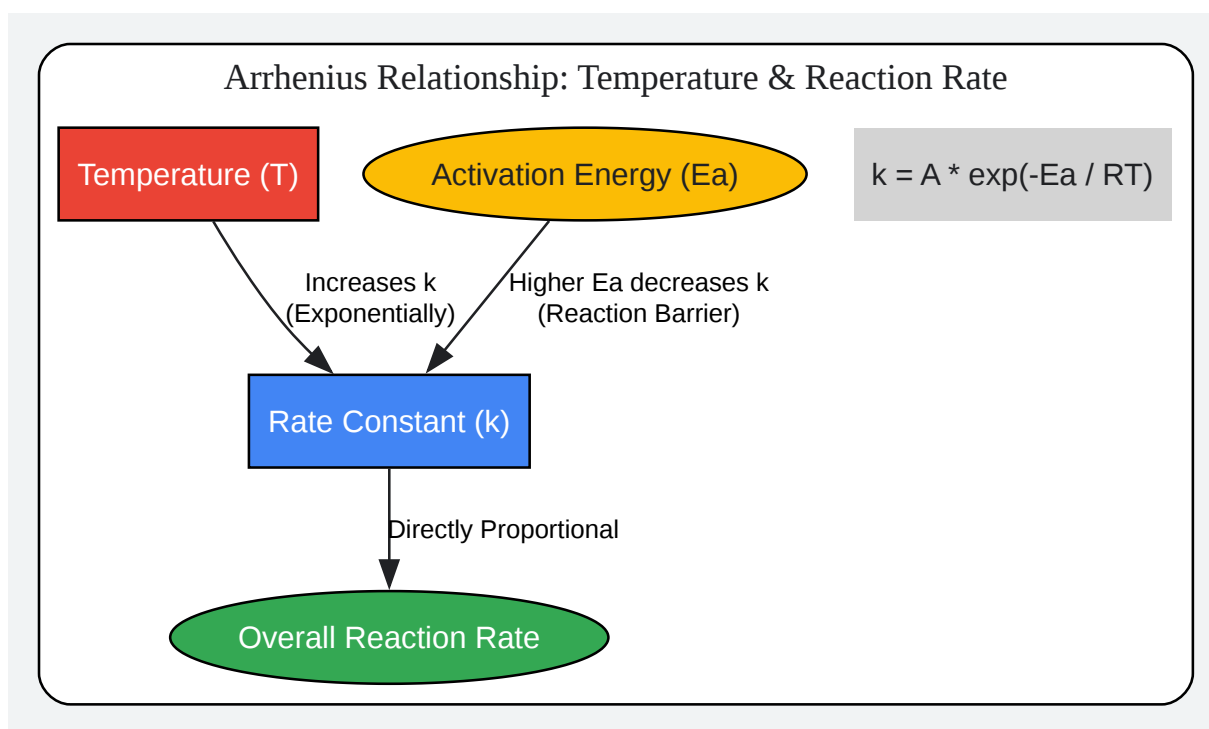 Arrhenius Relationship: Temperature & Reaction Rate
Temperature (T)
Activation Energy (Ea)
k = A * exp(-Ea / RT)
Increases k
(Exponentially)
Higher Ea decreases k
(Reaction Barrier)
Rate Constant (k)
Directly Proportional
Overall Reaction Rate